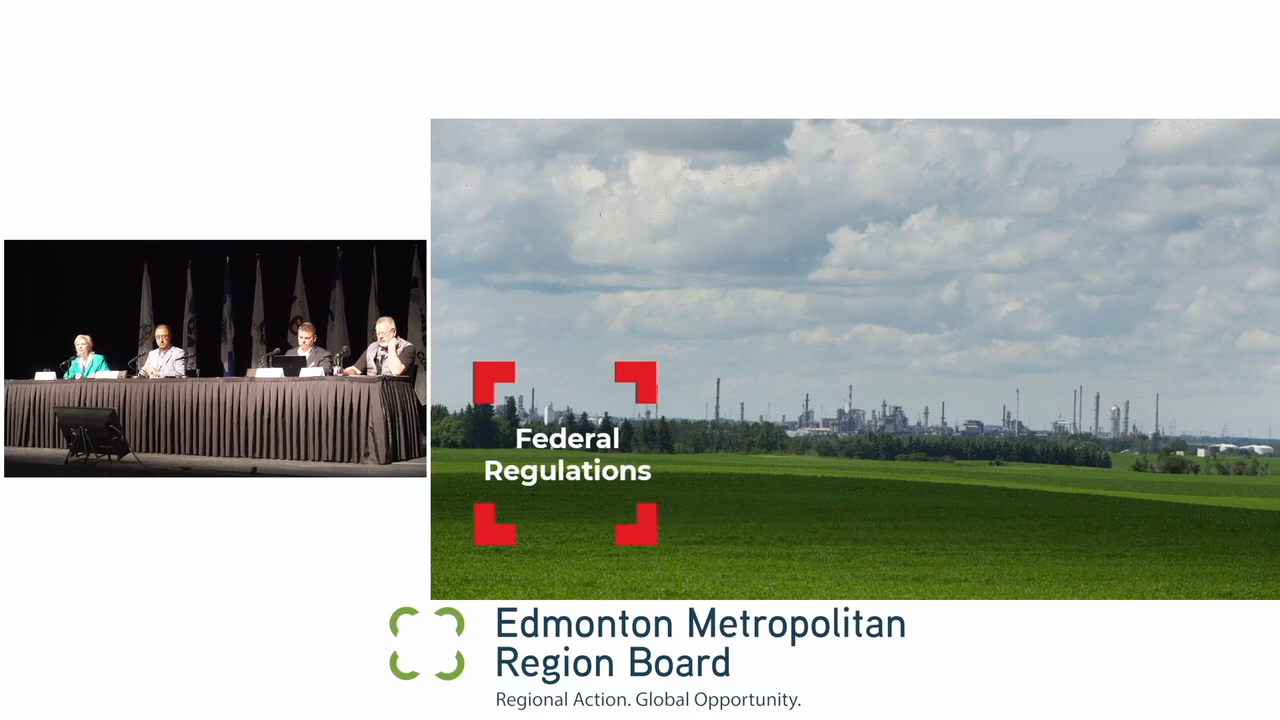 Federal
Regulations
Edmonton Metropolitan
Region Board
Regional Action. Global Opportunity.